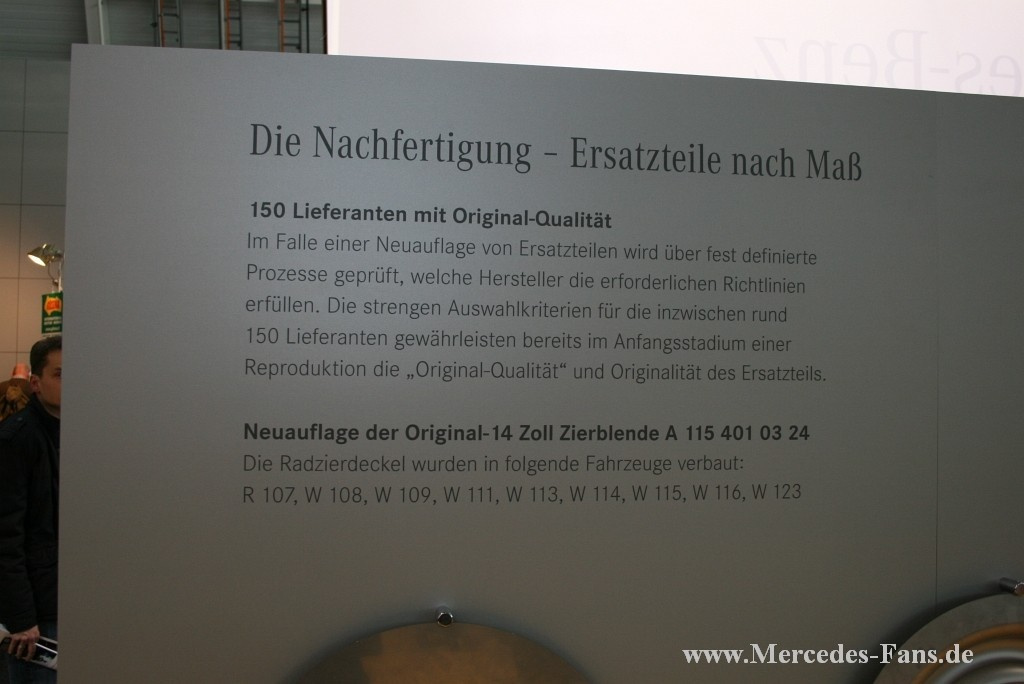 es-Benz
Die Nachfertigung – Ersatzteile nach Maß
150 Lieferanten mit Original-Qualität
Im Falle einer Neuauflage von Ersatzteilen wird über fest definierte
Prozesse geprüft, welche Hersteller die erforderlichen Richtlinien
erfüllen. Die strengen Auswahlkriterien für die inzwischen rund
150 Lieferanten gewährleisten bereits im Anfangsstadium einer
Reproduktion die „Original-Qualität“ und Originalität des Ersatzteils.
Neuauflage der Original-14 Zoll Zierblende A 115 401 03 24
Die Radzierdeckel wurden in folgende Fahrzeuge verbaut:
R 107, W 108, W 109, W 111, W 113, W 114, W 115, W 116, W 123
www.Mercedes-Fans.de